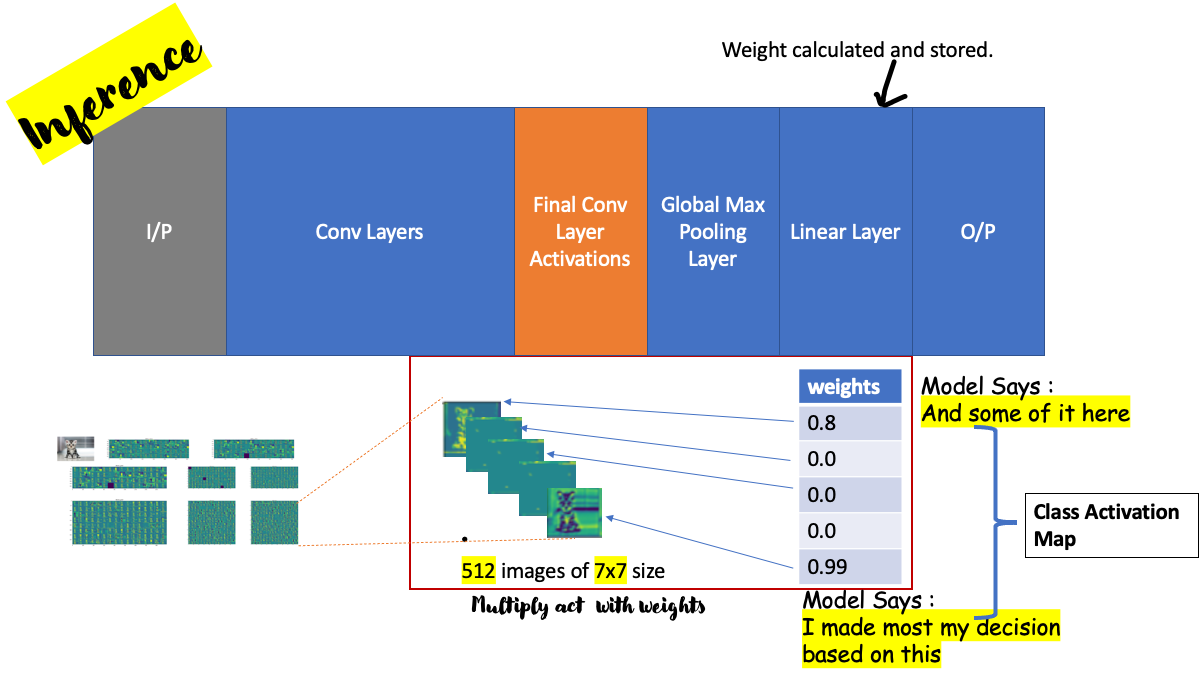 Inference
Weight calculated and stored.
I/P
Conv Layers
Final Conv
Layer
Activations
Global Max
Pooling
Layer
Linear Layer
O/P
weights
0.8
0.0
0.0
0.0
0.99
Model Says :
And some of it here
Class Activation
Map
512 images of 7x7 size
Multiply act with weights
Model Says :
I made most my decision
based on this